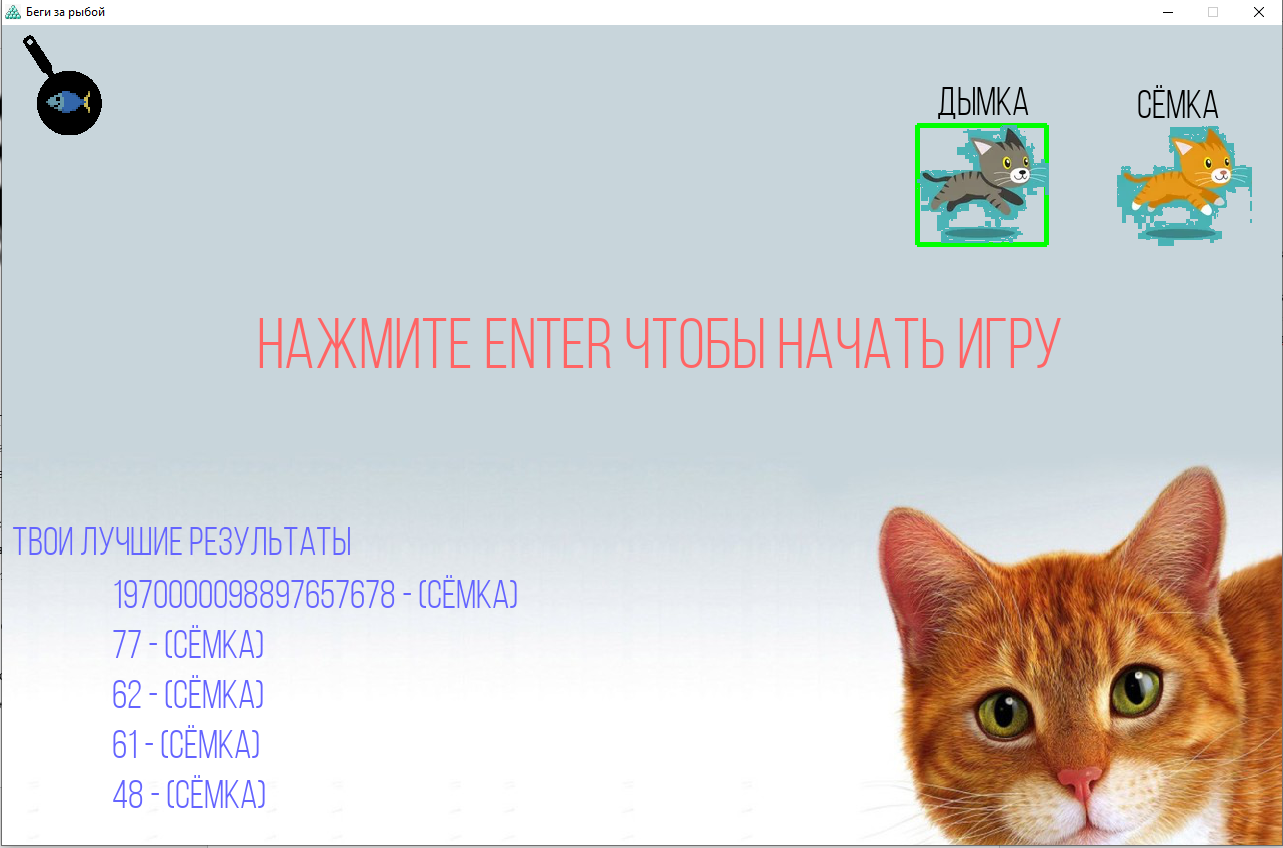 Беги за рыбой
ДЫМКА
СЁМКА
НАЖМИТЕ ENTER ЧТОБЫ НАЧАТЬ ИГРУ
ТВОИ ЛУЧШИЕ РЕЗУЛЬТАТЫ
1970000098897657678 - (СЁМКА)
77 - (СЁМКА)
62 - (СЁМКА)
61 - (СЁМКА)
48 - (СЁМКА)